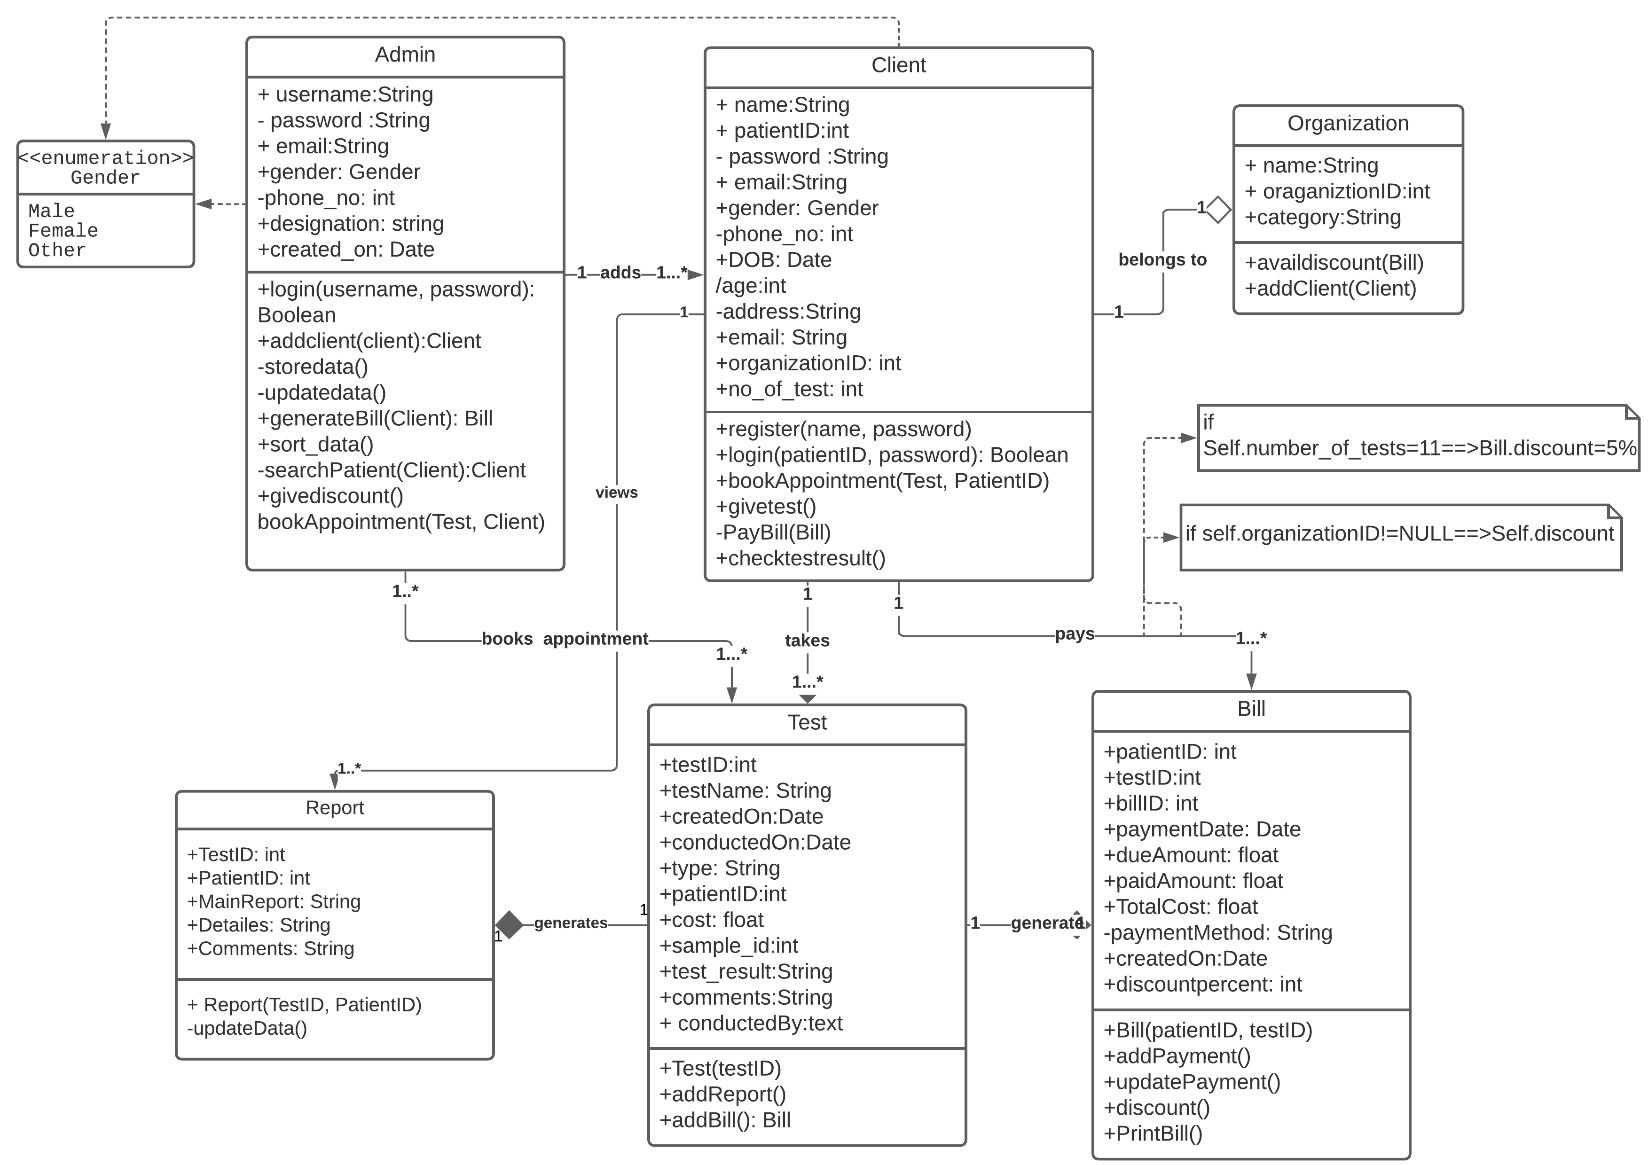 Admin
+ username:String
- password :String
+ email:String
+gender: Gender
-phone_no: int
+designation: string
+created_on: Date
+login(username, password):
Boolean
+addclient(client):Client
-storedata()
-updatedata()
+generateBill(Client): Bill
+sort_data()
-searchPatient(Client):Client
+givediscount()
bookAppointment(Test, Client)
<<enumeration>>
Gender
Male
Female
Other
1 adds 1...*
Client
+ name:String
+ patientID:int
- password :String
+ email:String
+gender: Gender
-phone_no: int
+DOB: Date
/age:int
-address:String
+email: String
+organizationID: int
+no_of_test: int
+register(name, password)
+login(patientID, password): Boolean
+bookAppointment(Test, PatientID)
+givetest()
-PayBill(Bill)
+checktestresult()
Organization
+ name:String
+ oraganiztionID:int
+category:String
+availdiscount(Bill)
+addClient(Client)
1
belongs to
1
if
Self.number_of_tests=11==>Bill.discount=5%
if self.organizationID!=NULL==>Self.discount
1
views
1..*
1..*
books appointment
1...*
1
takes
1...*
1
pays
1...*
Report
+TestID: int
+PatientID: int
+MainReport: String
+Detailes: String
+Comments: String
+ Report(TestID, PatientID)
-updateData()
1
generates
1
Test
+testID:int
+testName: String
+createdOn:Date
+conductedOn:Date
+type: String
+patientID:int
+cost: float
+sample_id:int
+test_result:String
+comments:String
+ conductedBy:text
+Test(testID)
+addReport()
+addBill(): Bill
1
generate
1
Bill
+patientID: int
+testID:int
+billID: int
+paymentDate: Date
+dueAmount: float
+paidAmount: float
+TotalCost: float
-paymentMethod: String
+createdOn:Date
+discountpercent: int
+Bill(patientID, testID)
+addPayment()
+updatePayment()
+discount()
+PrintBill()